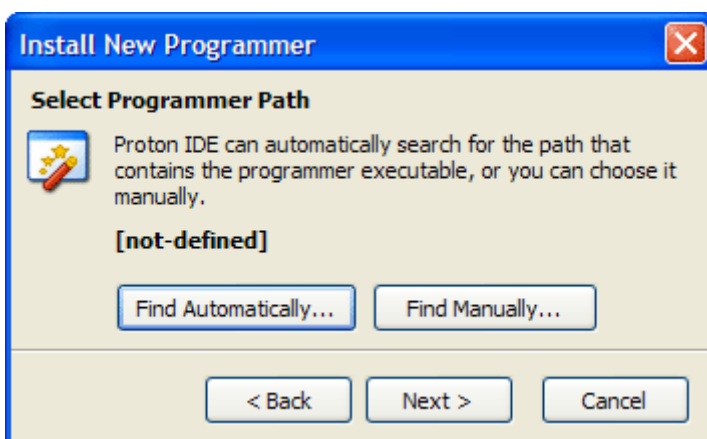 Install New Programmer
Select Programmer Path
Proton IDE can automatically search for the path that
contains the programmer executable, or you can choose it
manually.
[not-defined]
Find Automatically... Find Manually...
< Back Next > Cancel